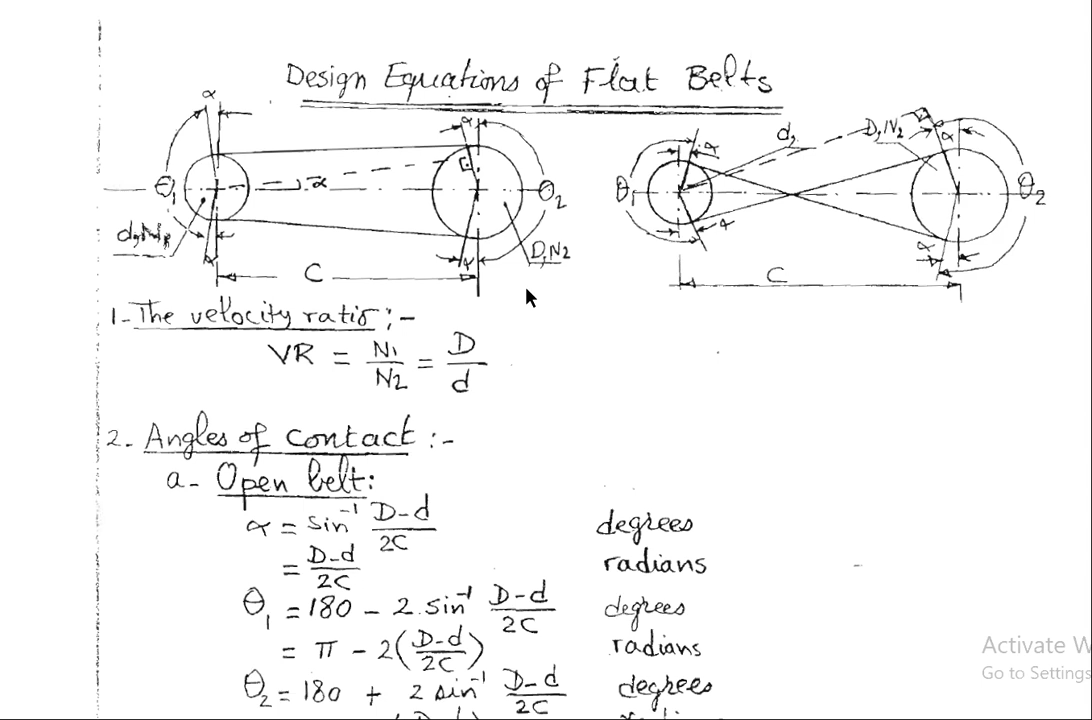 Design Equations of Flat Belts
α α d, D,N₂ α
α
θ₁ α θ₂ θ₁ θ₂
d,N₁ α
α α D,N₂ α
C C
1- The velocity ratio :-
VR = N₁/N₂ = D/d
2- Angles of contact :-
a- Open belt:
α = sin⁻¹ (D-d)/2C degrees
= (D-d)/2C radians
θ₁ = 180 - 2 sin⁻¹ (D-d)/2C degrees
= π - 2((D-d)/2C) radians
θ₂ = 180 + 2 sin⁻¹ (D-d)/2C degrees
Activate W
Go to Settings